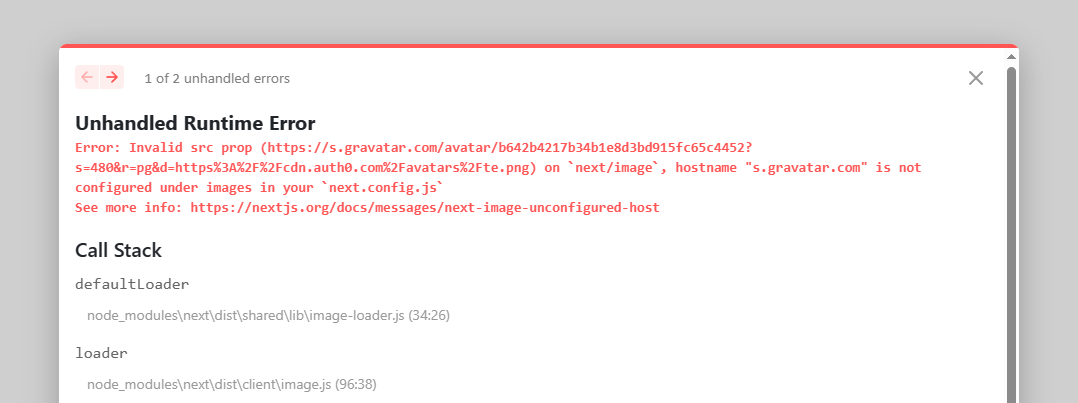 1 of 2 unhandled errors
Unhandled Runtime Error
Error: Invalid src prop (https://s.gravatar.com/avatar/b642b4217b34b1e8d3bd915fc65c4452?
s=480&r=pg&d=https%3A%2F%2Fcdn.auth0.com%2Favatars%2Fte.png) on `next/image`, hostname "s.gravatar.com" is not
configured under images in your `next.config.js`
See more info: https://nextjs.org/docs/messages/next-image-unconfigured-host
Call Stack
defaultLoader
node_modules\next\dist\shared\lib\image-loader.js (34:26)
loader
node_modules\next\dist\client\image.js (96:38)